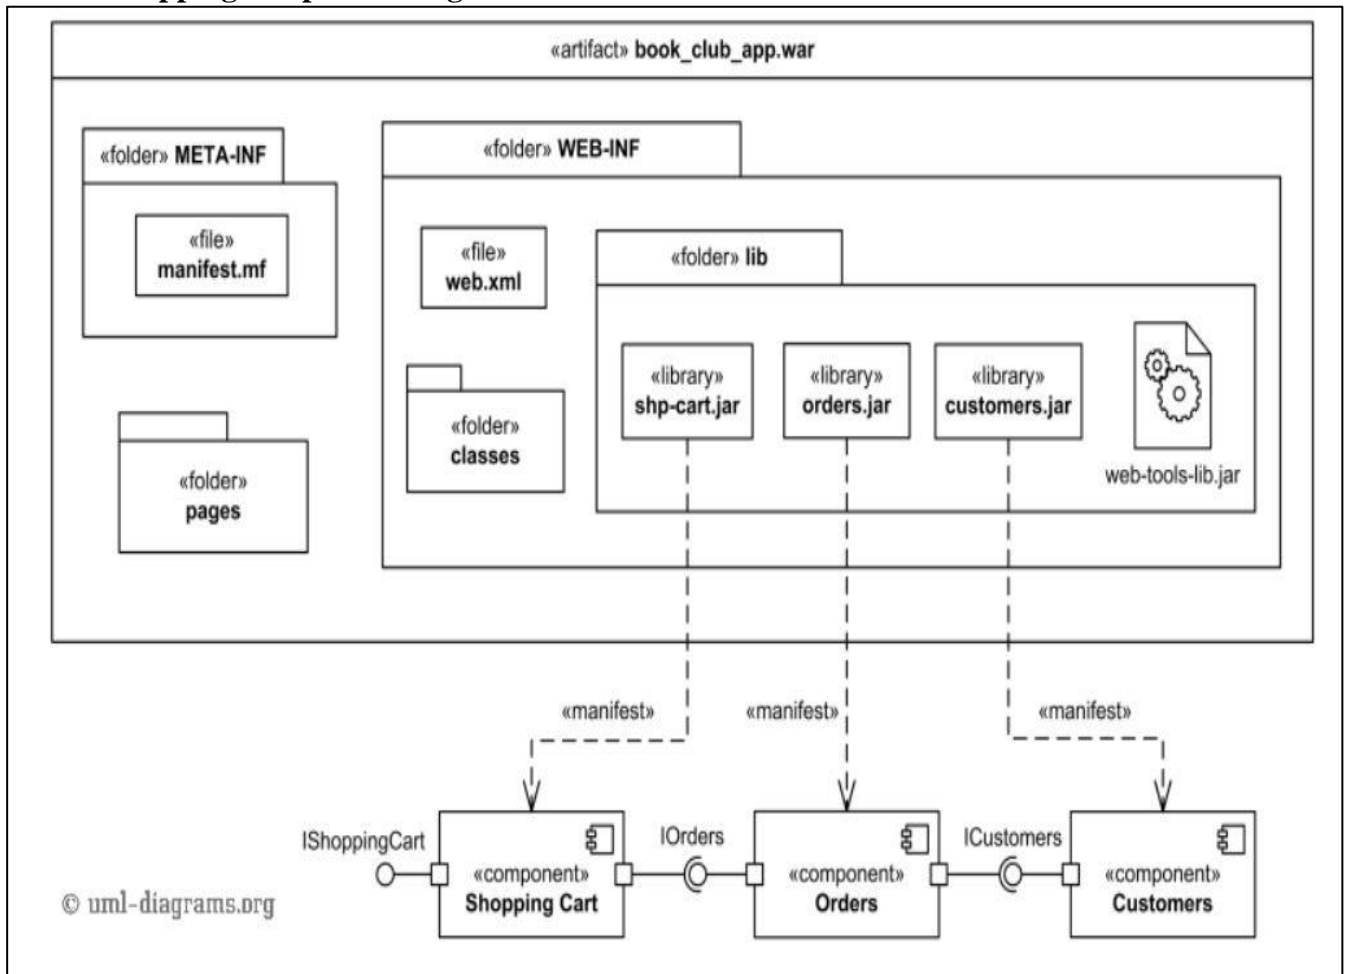 «artifact» book_club_app.war
«folder» META-INF
«folder» WEB-INF
«file»
manifest.mf
«file»
web.xml
«folder» lib
«library»
shp-cart.jar
«library»
orders.jar
«library»
customers.jar
web-tools-lib.jar
«folder»
classes
«folder»
pages
«manifest»
«manifest»
«manifest»
IShoppingCart
«component»
Shopping Cart
IOrders
«component»
Orders
ICustomers
«component»
Customers
© uml-diagrams.org